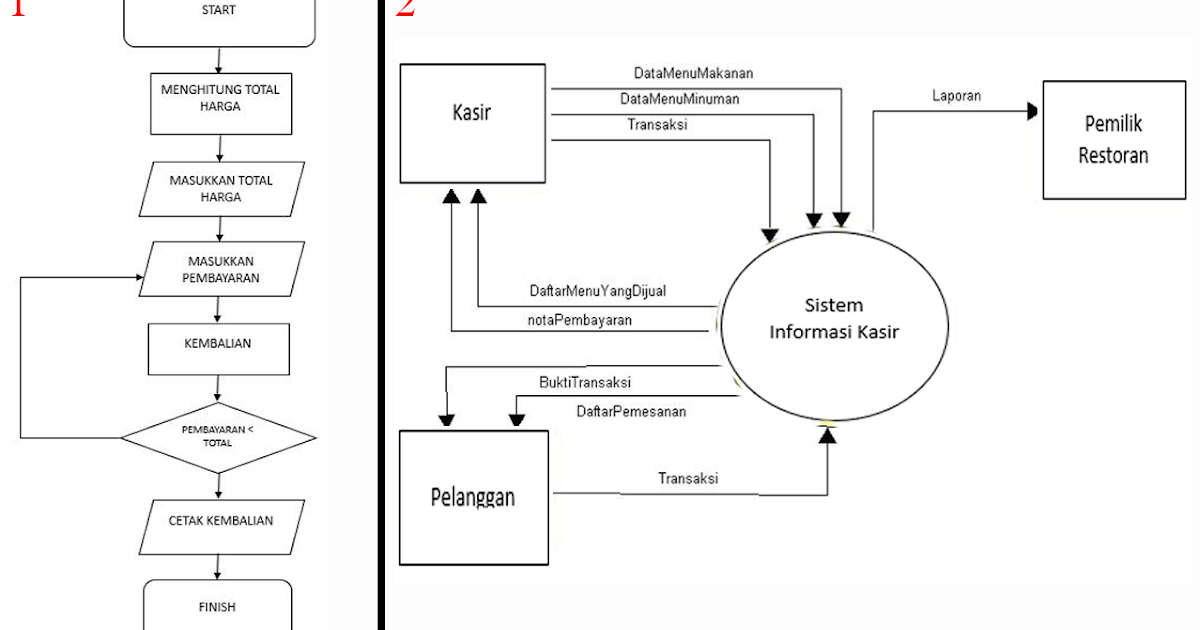 1
START
MENGHITUNG TOTAL
HARGA
MASUKKAN TOTAL
HARGA
MASUKKAN
PEMBAYARAN
KEMBALIAN
PEMBAYARAN <
TOTAL
CETAK KEMBALIAN
FINISH
2
Kasir
DataMenuMakanan
DataMenuMinuman
Transaksi
Laporan
Pemilik
Restoran
Sistem
Informasi Kasir
DaftarMenuYangDijual
notaPembayaran
BuktiTransaksi
DaftarPemesanan
Pelanggan
Transaksi